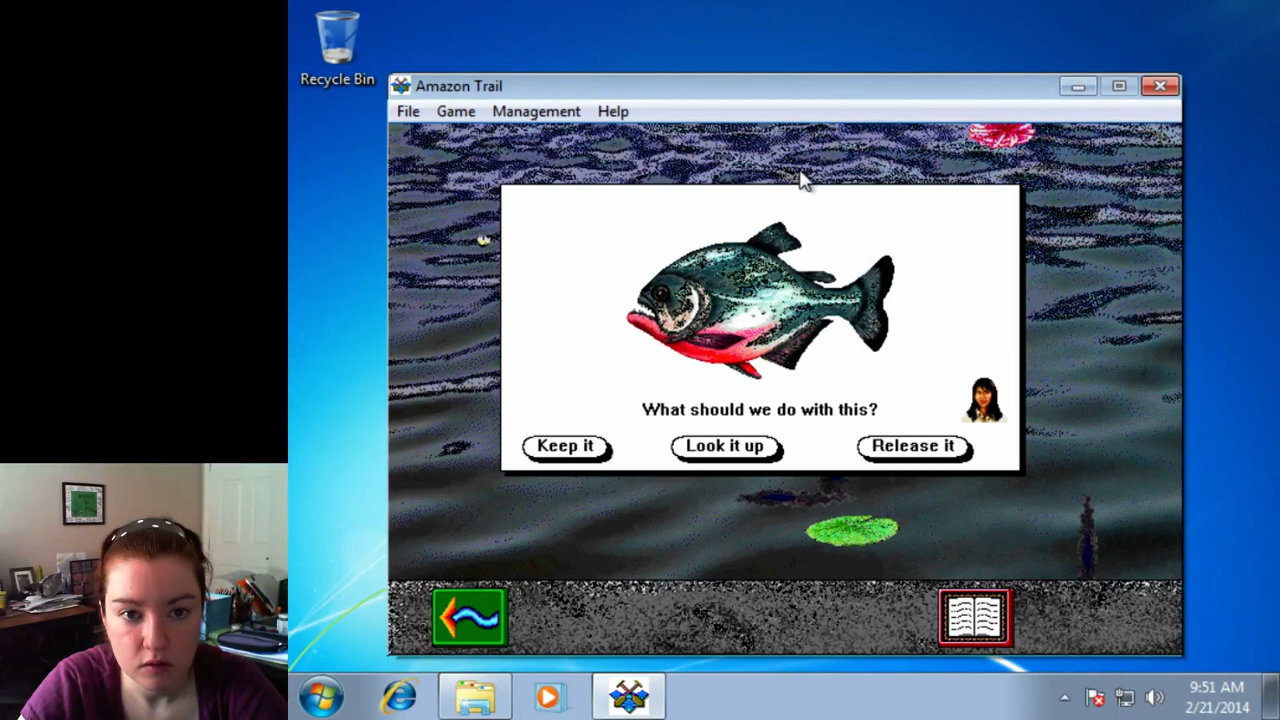 Recycle Bin
Amazon Trail
File Game Management Help
What should we do with this?
Keep it Look it up Release it
9:51 AM
2/21/2014